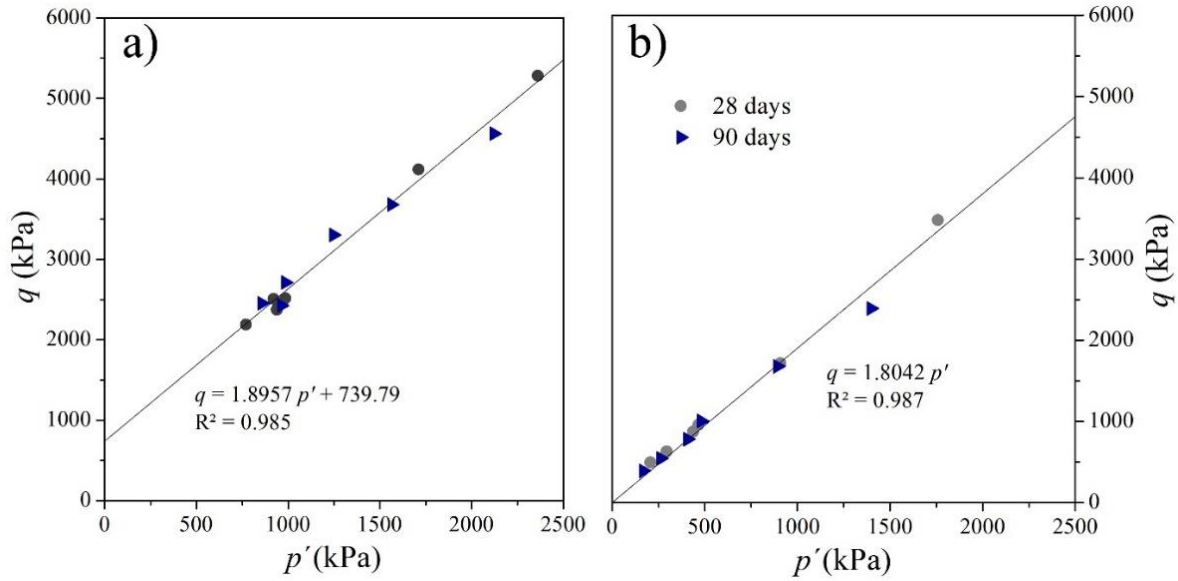 a)
6000
5000
4000
3000
2000
1000
0
q (kPa)
q = 1.8957 p′ + 739.79
R² = 0.985
0 500 1000 1500 2000 2500
p′ (kPa)
b)
28 days
90 days
q = 1.8042 p′
R² = 0.987
6000
5000
4000
3000
2000
1000
0
q (kPa)
0 500 1000 1500 2000 2500
p′ (kPa)